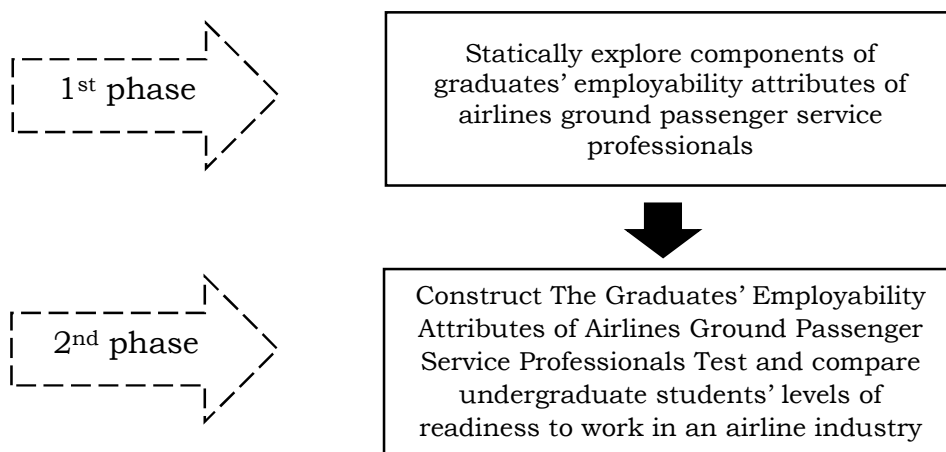 1st phase
Statically explore components of
graduates’ employability attributes of
airlines ground passenger service
professionals
2nd phase
Construct The Graduates’ Employability
Attributes of Airlines Ground Passenger
Service Professionals Test and compare
undergraduate students’ levels of
readiness to work in an airline industry